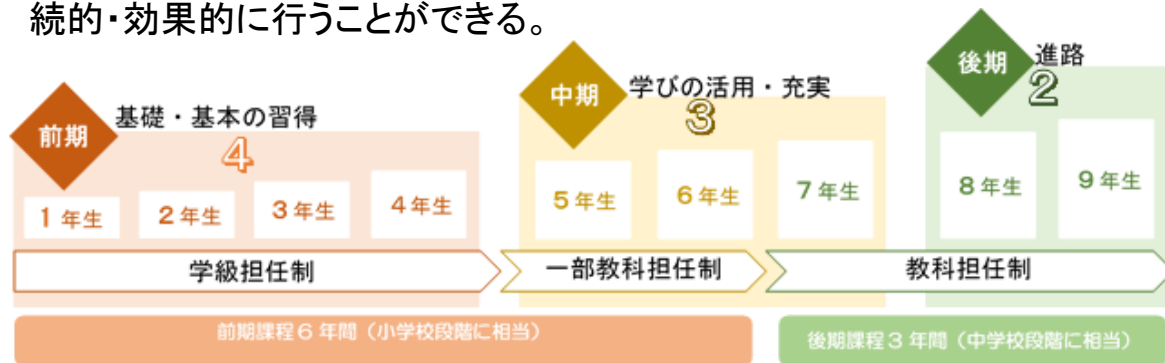 続的・効果的に行うことができる。
前期
基礎・基本の習得
4
1年生
2年生
3年生
4年生
中期
学びの活用・充実
3
5年生
6年生
7年生
後期
進路
2
8年生
9年生
学級担任制
一部教科担任制
教科担任制
前期課程6年間（小学校段階に相当）
後期課程3年間（中学校段階に相当）